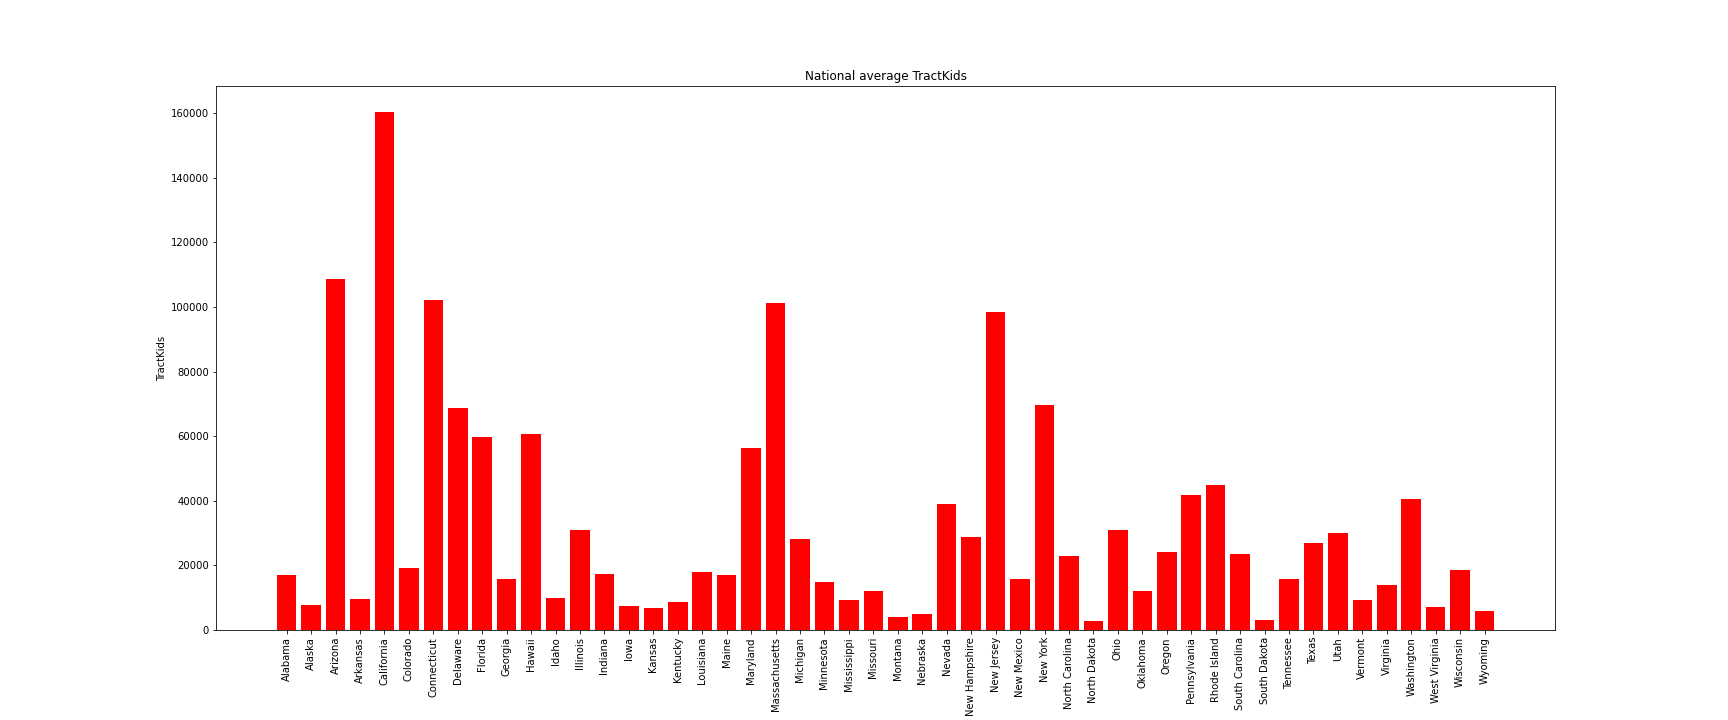 National average TractKids
160000
140000
120000
100000
80000
60000
40000
20000
0
TractKids
Alabama
Alaska
Arizona
Arkansas
California
Colorado
Connecticut
Delaware
Florida
Georgia
Hawaii
Idaho
Illinois
Indiana
Iowa
Kansas
Kentucky
Louisiana
Maine
Maryland
Massachusetts
Michigan
Minnesota
Mississippi
Missouri
Montana
Nebraska
Nevada
New Hampshire
New Jersey
New Mexico
New York
North Carolina
North Dakota
Ohio
Oklahoma
Oregon
Pennsylvania
Rhode Island
South Carolina
South Dakota
Tennessee
Texas
Utah
Vermont
Virginia
Washington
West Virginia
Wisconsin
Wyoming